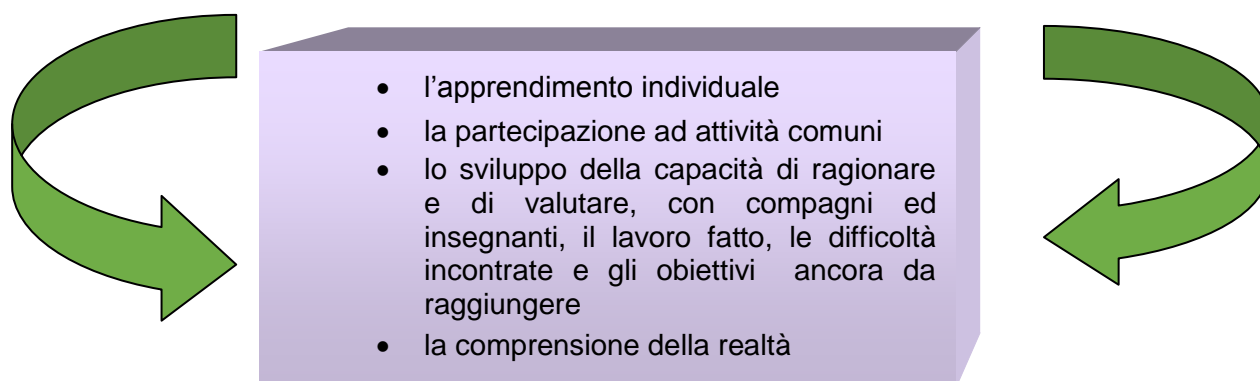 • l’apprendimento individuale
• la partecipazione ad attività comuni
• lo sviluppo della capacità di ragionare
e di valutare, con compagni ed
insegnanti, il lavoro fatto, le difficoltà
incontrate e gli obiettivi ancora da
raggiungere
• la comprensione della realtà